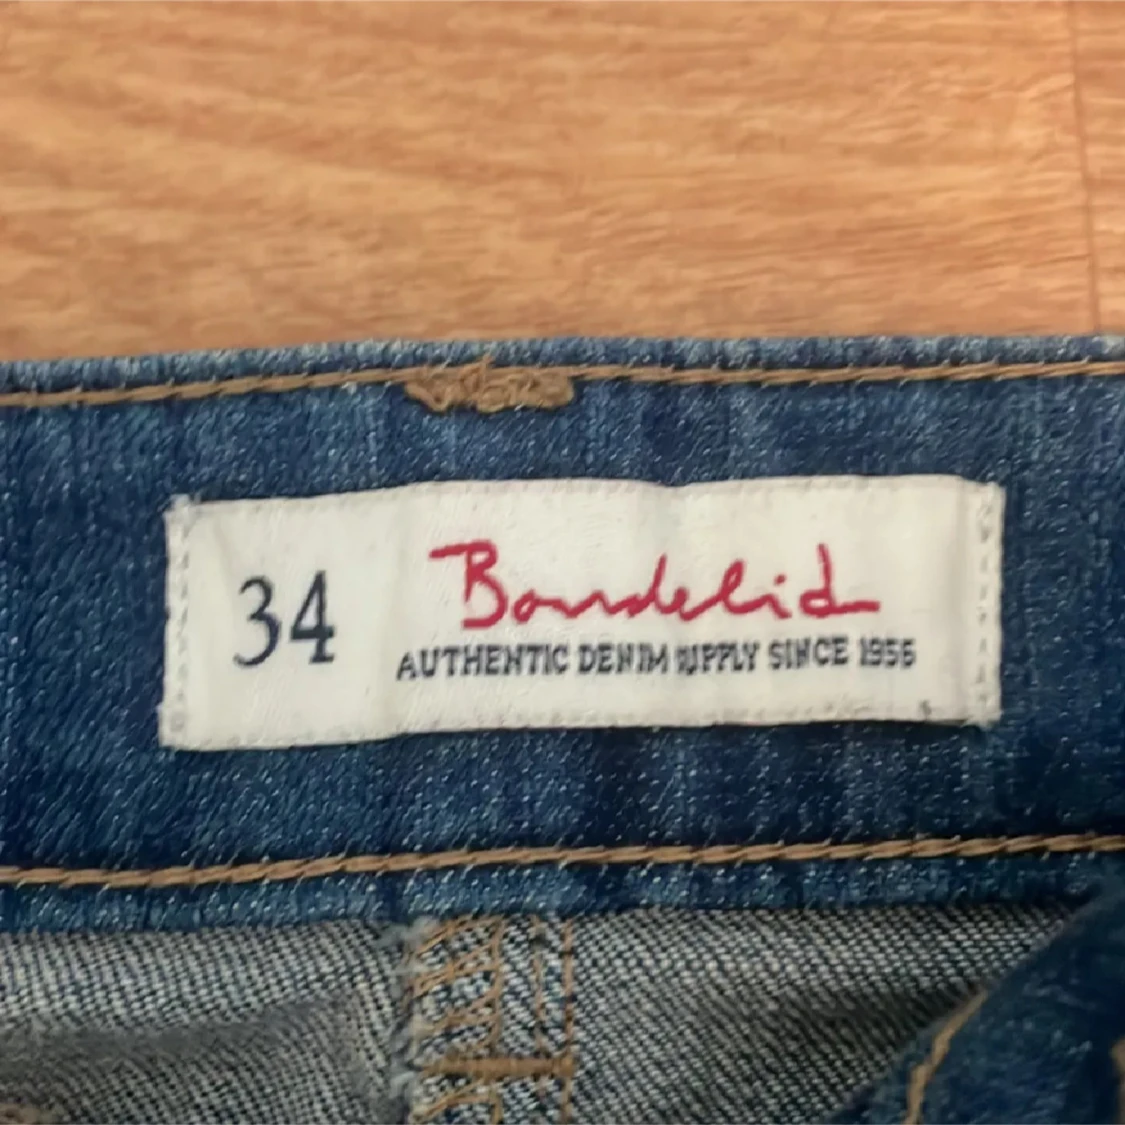 34
Bondelid
AUTHENTIC DENIM SUPPLY SINCE 1956